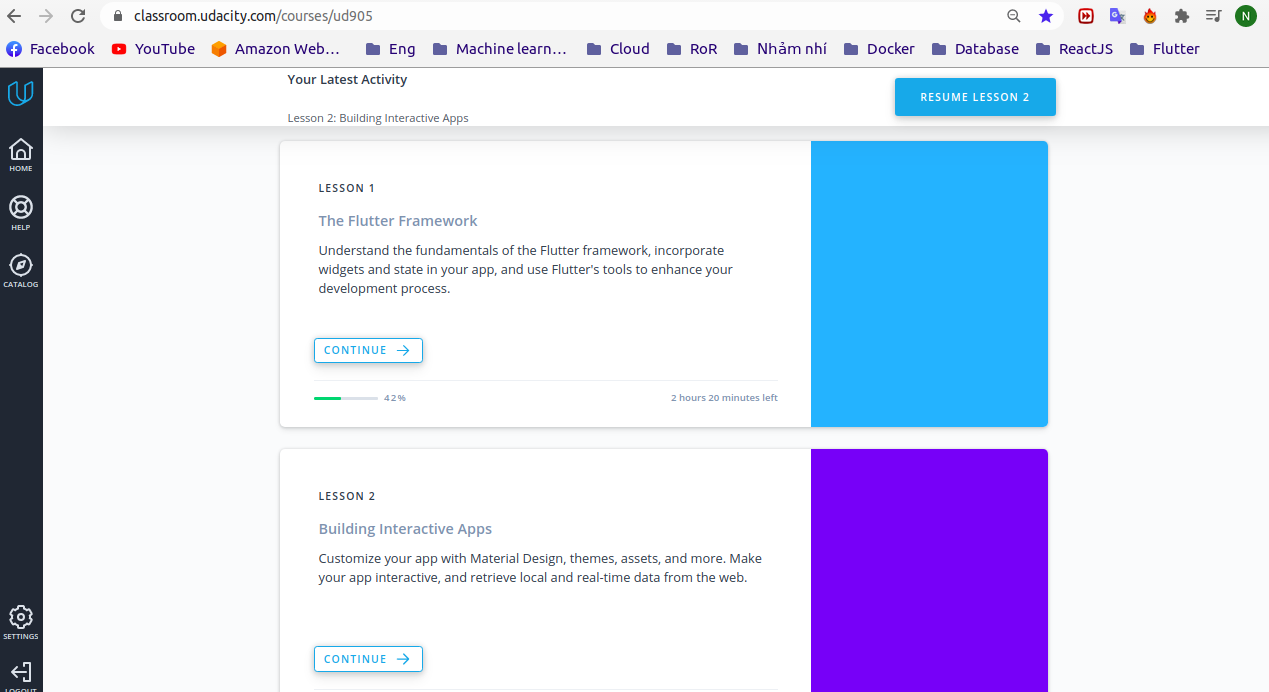 classroom.udacity.com/courses/ud905
N
Facebook YouTube Amazon Web... Eng Machine learn... Cloud RoR Nhảm nhí Docker Database ReactJS Flutter
Your Latest Activity
RESUME LESSON 2
Lesson 2: Building Interactive Apps
HOME
HELP
CATALOG
SETTINGS
LOGOUT
LESSON 1
The Flutter Framework
Understand the fundamentals of the Flutter framework, incorporate
widgets and state in your app, and use Flutter's tools to enhance your
development process.
CONTINUE
42% 2 hours 20 minutes left
LESSON 2
Building Interactive Apps
Customize your app with Material Design, themes, assets, and more. Make
your app interactive, and retrieve local and real-time data from the web.
CONTINUE